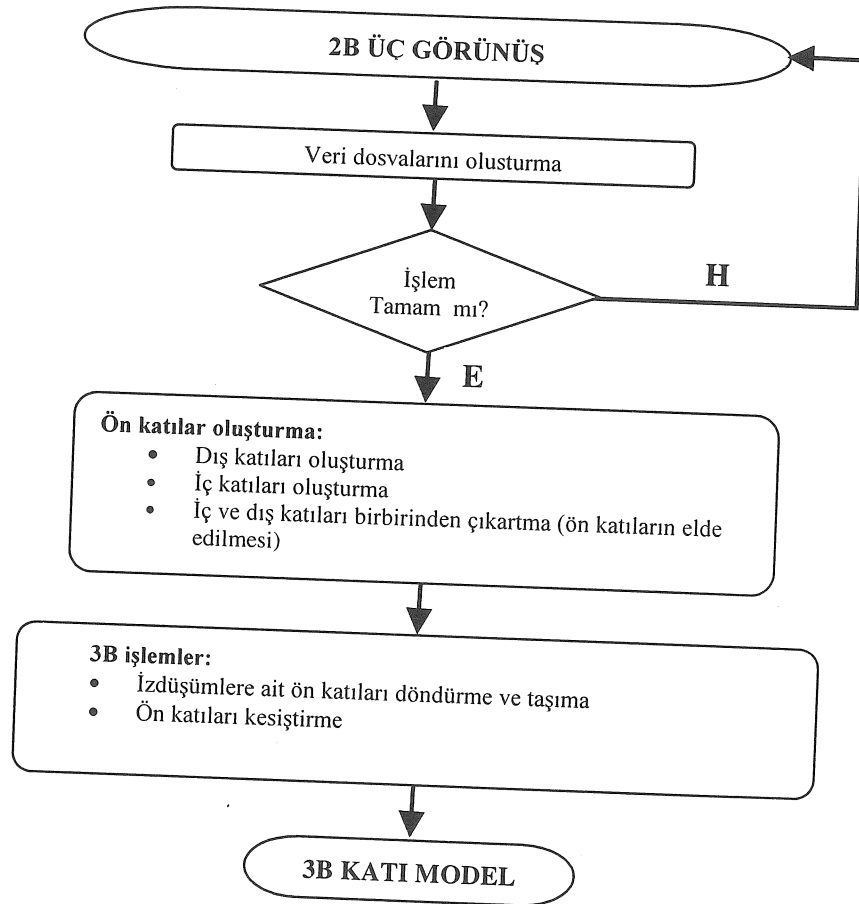 2B ÜÇ GÖRÜNÜŞ
Veri dosvalarını olusturma
İşlem
Tamam mı?
H
E
Ön katılar oluşturma:
• Dış katıları oluşturma
• İç katıları oluşturma
• İç ve dış katıları birbirinden çıkartma (ön katıların elde
edilmesi)
3B işlemler:
• İzdüşümlere ait ön katıları döndürme ve taşıma
• Ön katıları kesiştirme
3B KATI MODEL